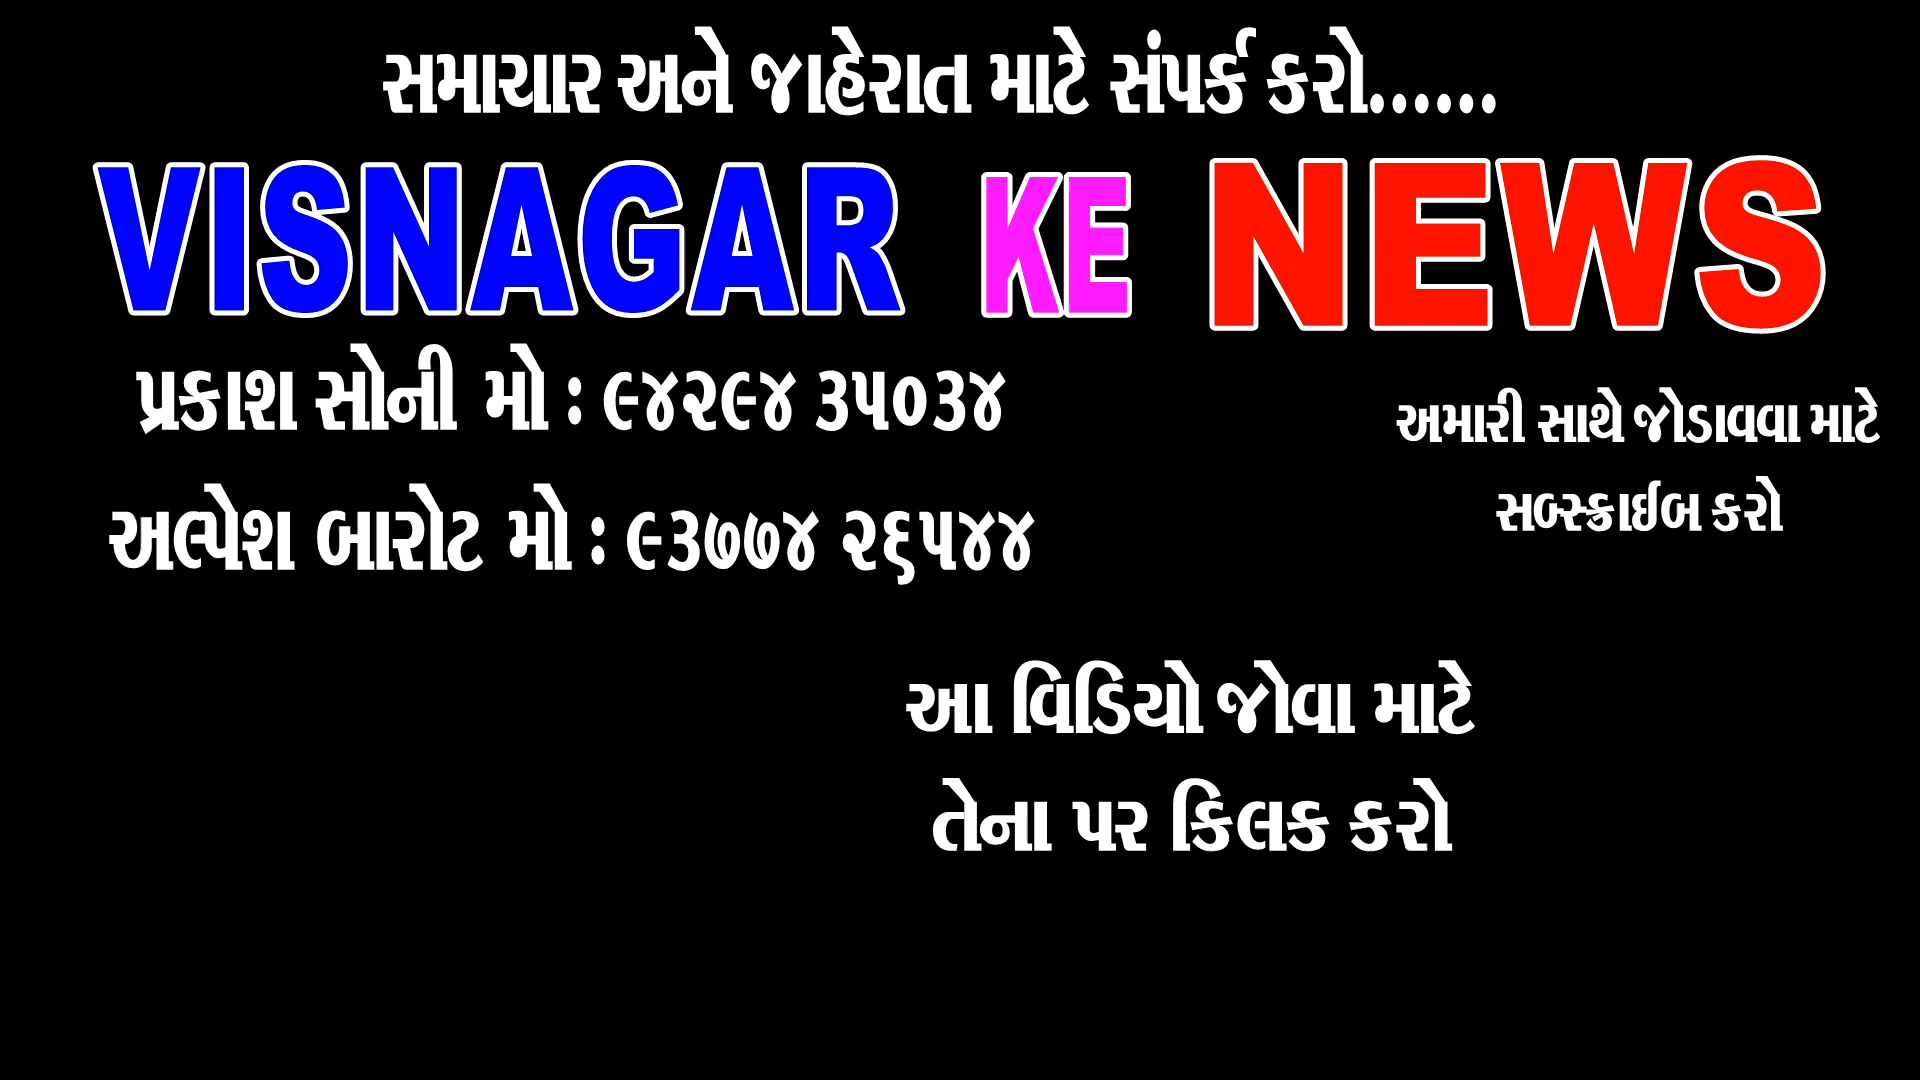 સમાચાર અને જાહેરાત માટે સંપર્ક કરો......
VISNAGAR KE NEWS
પ્રકાશ સોની મો : ૯૪૨૯૪ ૩૫૦૩૪
અલ્પેશ બારોટ મો : ૯૩૭૭૪ ૨૬૫૪૪
અમારી સાથે જોડાવવા માટે
સબ્સ્ક્રાઈબ કરો
આ વિડિયો જોવા માટે
તેના પર કિલક કરો